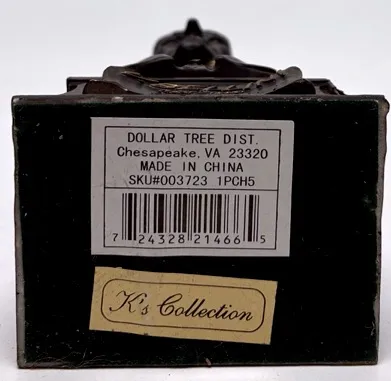 DOLLAR TREE DIST.
Chesapeake, VA 23320
MADE IN CHINA
SKU#003723 1PCH5
7 24328 21466 5
K's Collection